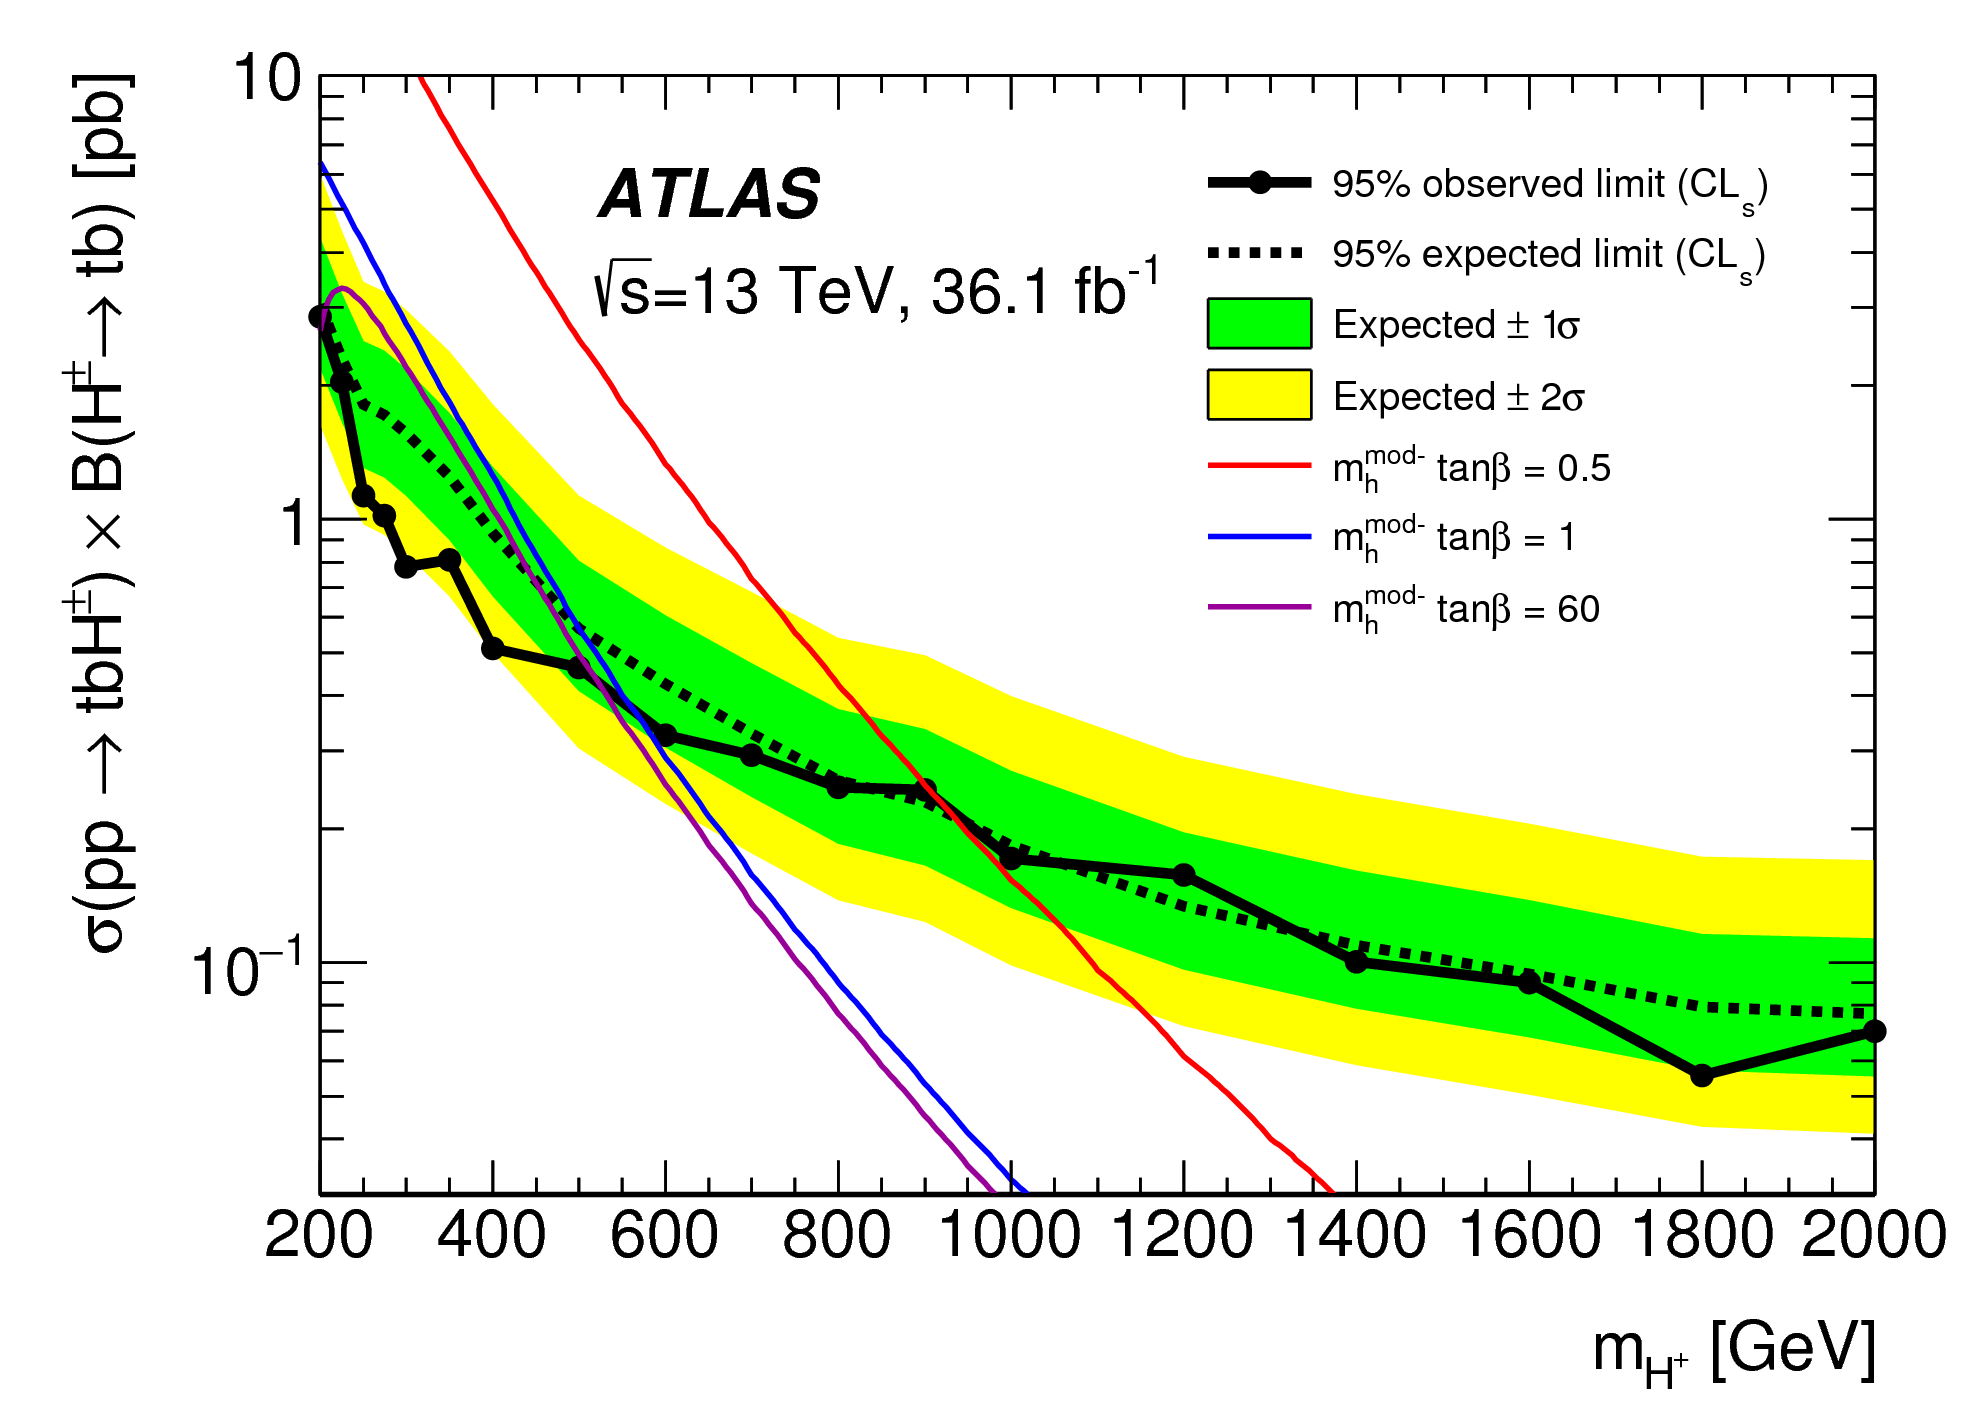 σ(pp → tbH±) × B(H± → tb) [pb]
10
1
10⁻¹
ATLAS
√s=13 TeV, 36.1 fb⁻¹
95% observed limit (CLₛ)
95% expected limit (CLₛ)
Expected ± 1σ
Expected ± 2σ
m_h^mod- tanβ = 0.5
m_h^mod- tanβ = 1
m_h^mod- tanβ = 60
200 400 600 800 1000 1200 1400 1600 1800 2000
m_H⁺ [GeV]